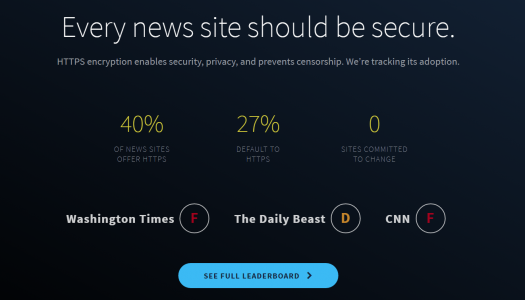 Every news site should be secure.
HTTPS encryption enables security, privacy, and prevents censorship. We're tracking its adoption.
40% 27% 0
OF NEWS SITES DEFAULT TO SITES COMMITTED
OFFER HTTPS HTTPS TO CHANGE
Washington Times F The Daily Beast D CNN F
SEE FULL LEADERBOARD